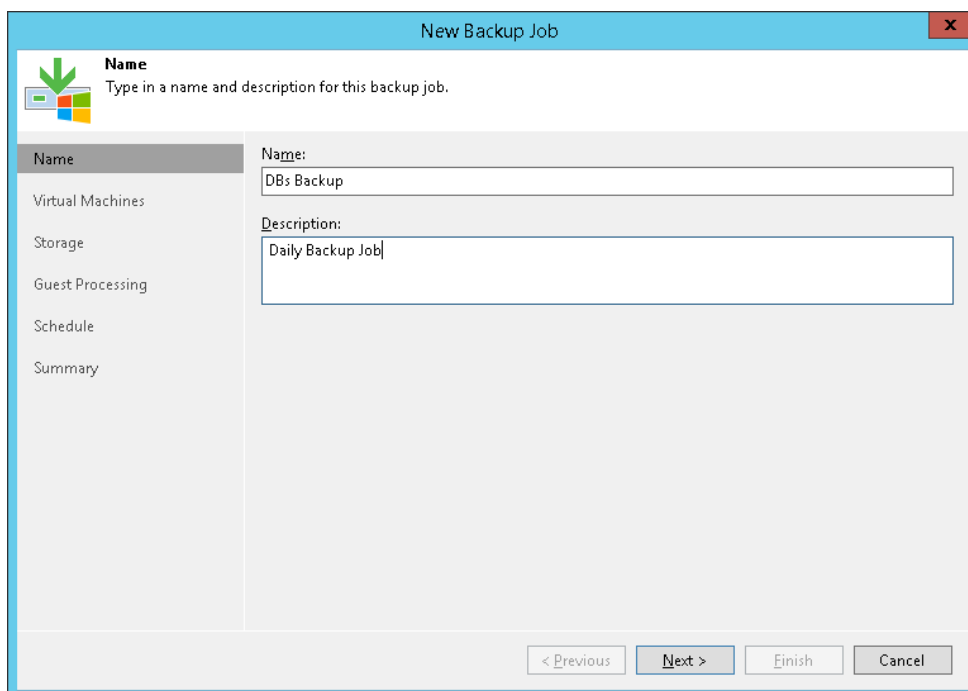 New Backup Job
x
Name
Type in a name and description for this backup job.
Name
Virtual Machines
Storage
Guest Processing
Schedule
Summary
Name:
DBs Backup
Description:
Daily Backup Job
< Previous
Next >
Finish
Cancel